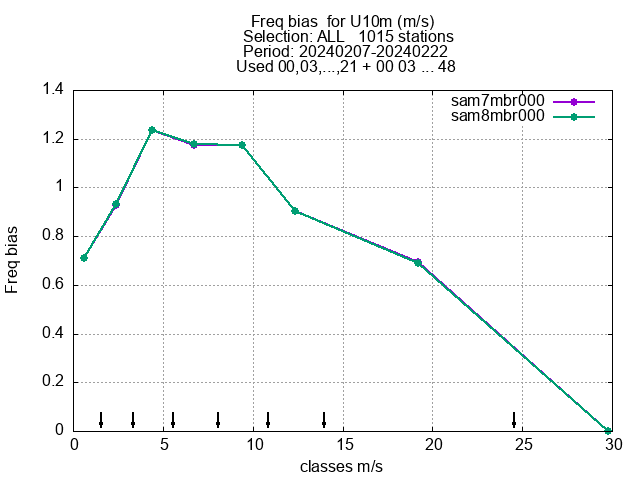 Freq bias  for U10m (m/s)
Selection: ALL   1015 stations
Period: 20240207-20240222
Used 00,03,...,21 + 00 03 ... 48
sam7mbr000
sam8mbr000
1.4
1.2
1
0.8
0.6
0.4
0.2
0
Freq bias
0 5 10 15 20 25 30
classes m/s